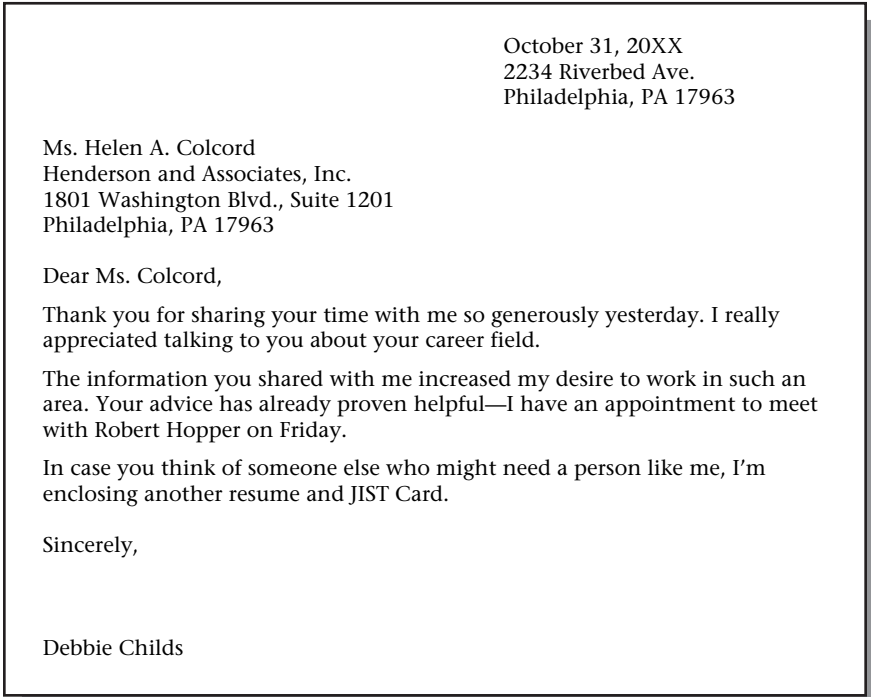 October 31, 20XX
2234 Riverbed Ave.
Philadelphia, PA 17963
Ms. Helen A. Colcord
Henderson and Associates, Inc.
1801 Washington Blvd., Suite 1201
Philadelphia, PA 17963
Dear Ms. Colcord,
Thank you for sharing your time with me so generously yesterday. I really
appreciated talking to you about your career field.
The information you shared with me increased my desire to work in such an
area. Your advice has already proven helpful—I have an appointment to meet
with Robert Hopper on Friday.
In case you think of someone else who might need a person like me, I’m
enclosing another resume and JIST Card.
Sincerely,
Debbie Childs